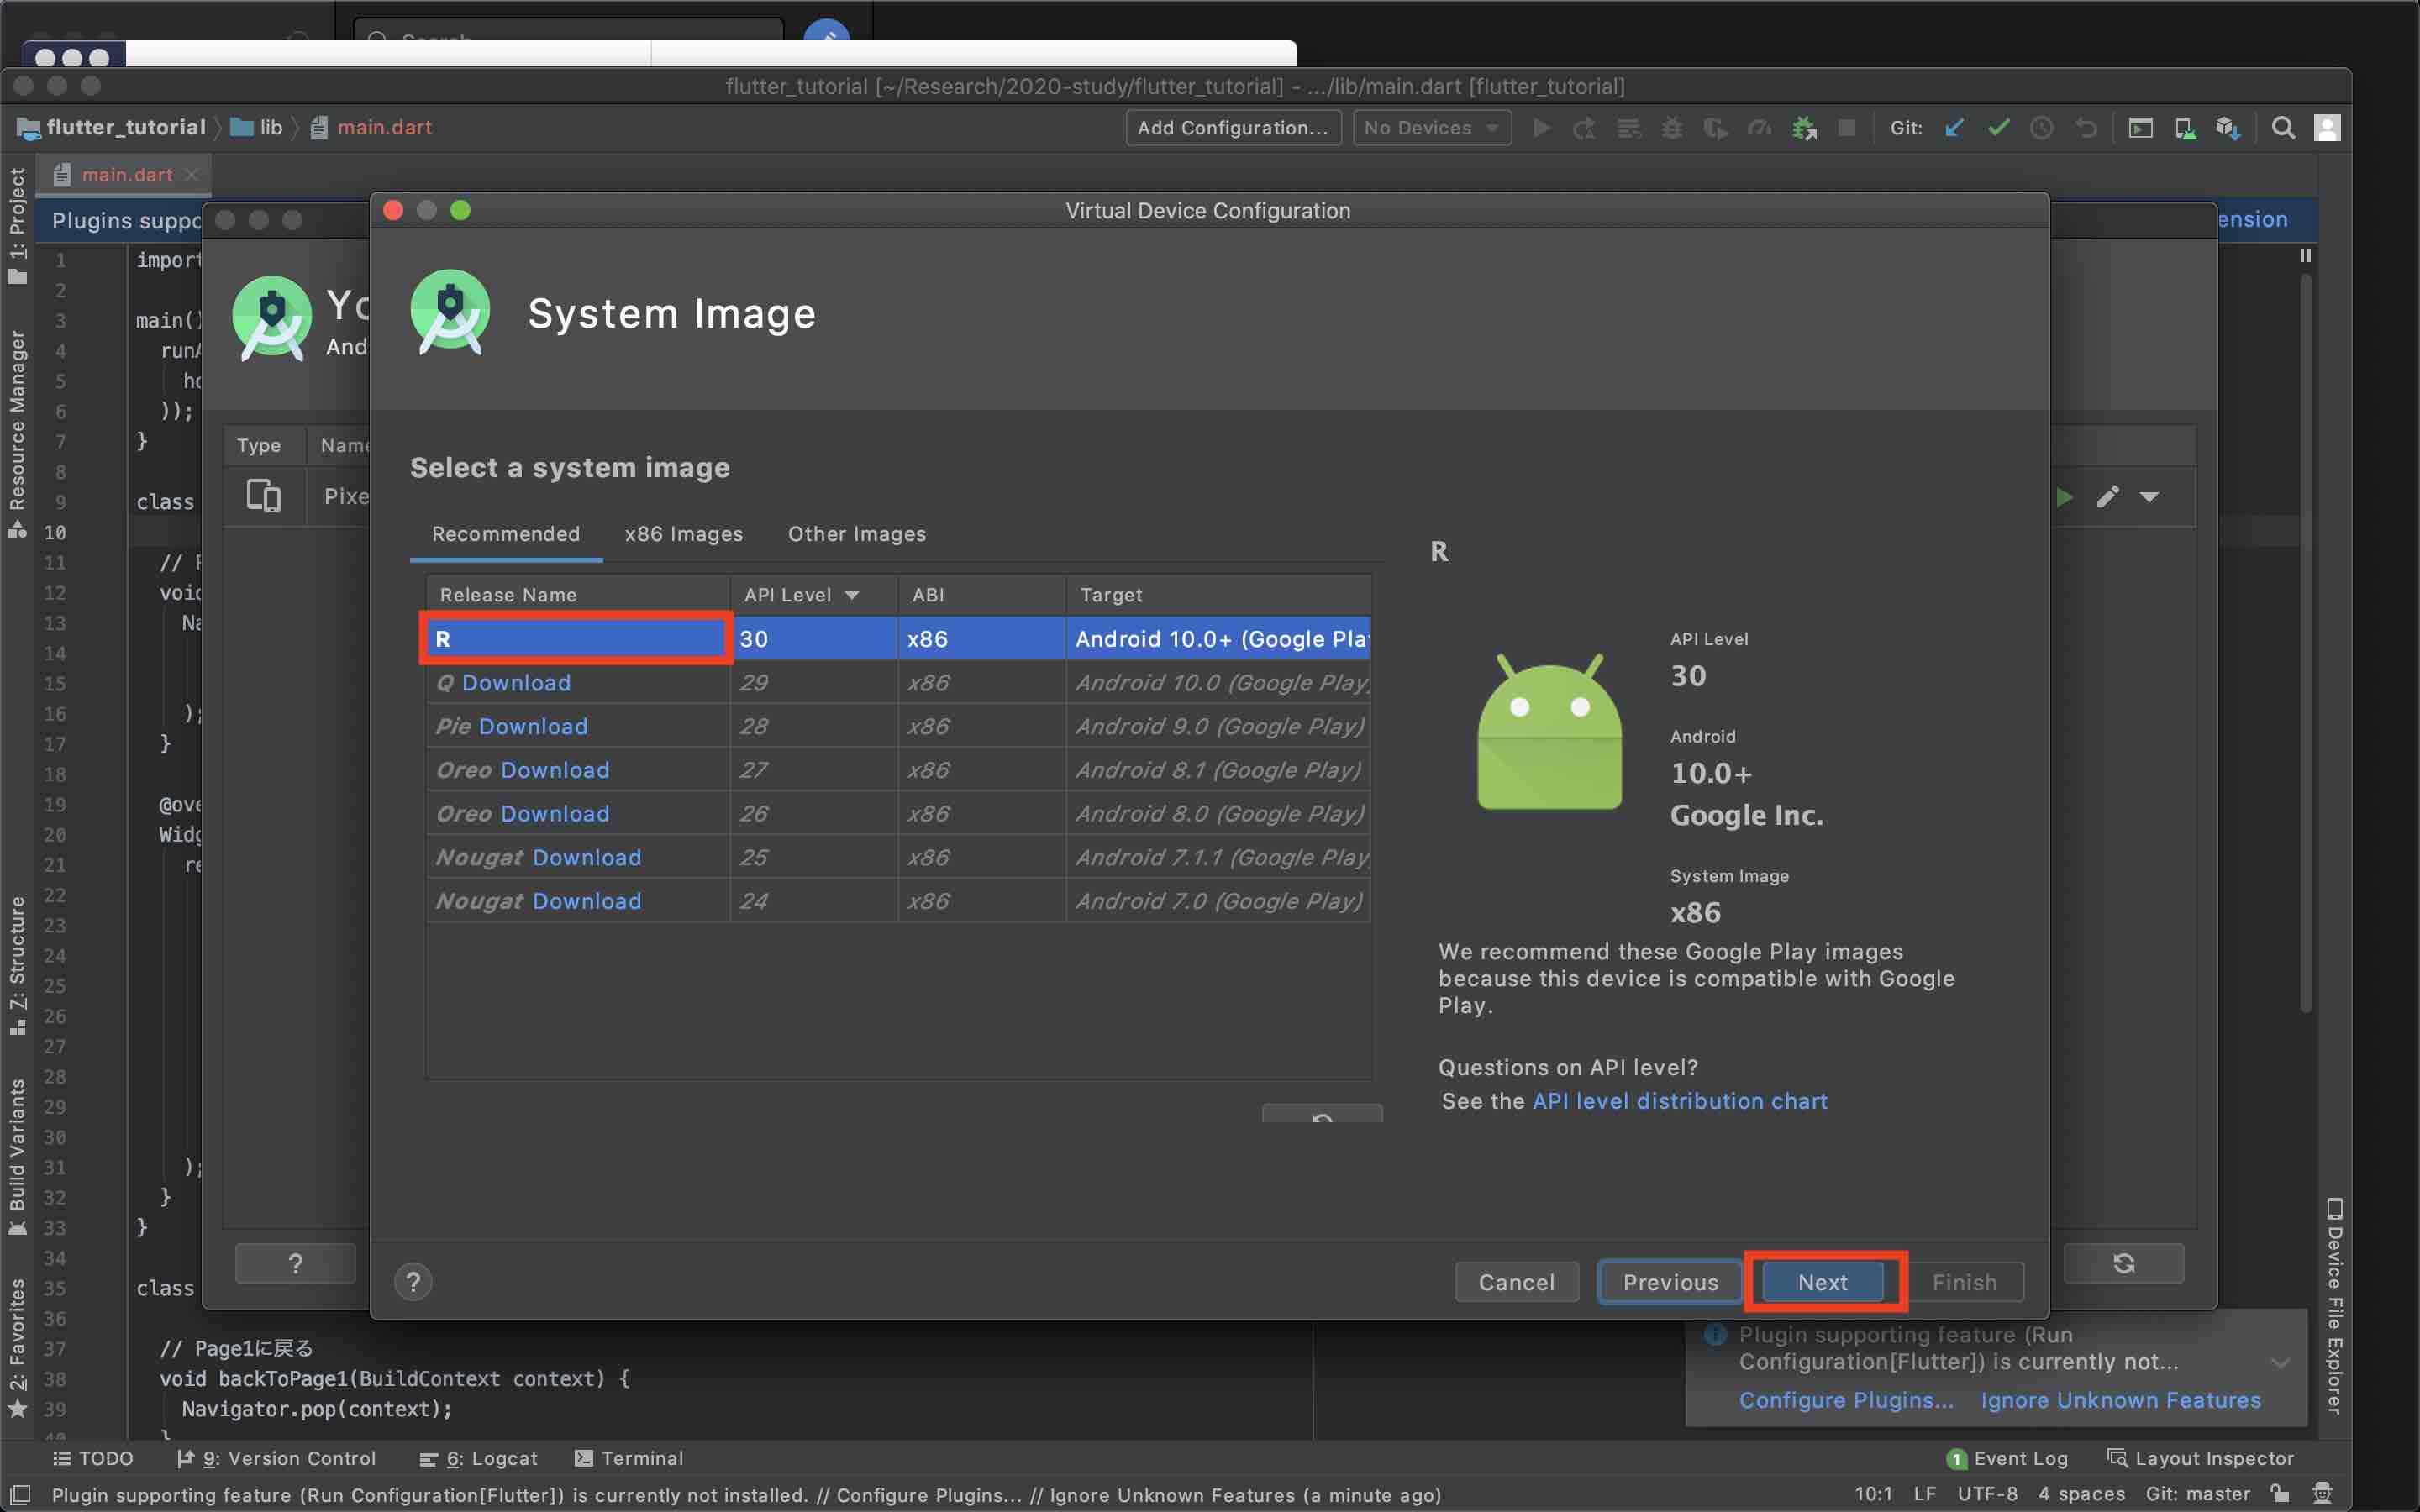 Search
flutter_tutorial [~/Research/2020-study/flutter_tutorial] - .../lib/main.dart [flutter_tutorial]
flutter_tutorial
lib
main.dart
Add Configuration...
No Devices
Git:
main.dart
Plugins suppo
ension
1: Project
Resource Manager
Z: Structure
Build Variants
2: Favorites
Device File Explorer
1 import
2
3 main()
4 runA
5 ho
6 ));
7 }
8
9 class
10
11 // F
12 void
13 Na
14
15
16 );
17 }
18
19 @ove
20 Widg
21 re
22
23
24
25
26
27
28
29
30
31 );
32 }
33 }
34
35 class
36
37 // Page1に戻る
38 void backToPage1(BuildContext context) {
39 Navigator.pop(context);
40 }
Yo
And
Type Name
Pixe
?
Virtual Device Configuration
System Image
Select a system image
Recommended x86 Images Other Images
Release Name API Level ABI Target
R 30 x86 Android 10.0+ (Google Pla
Q Download 29 x86 Android 10.0 (Google Play
Pie Download 28 x86 Android 9.0 (Google Play)
Oreo Download 27 x86 Android 8.1 (Google Play)
Oreo Download 26 x86 Android 8.0 (Google Play)
Nougat Download 25 x86 Android 7.1.1 (Google Play
Nougat Download 24 x86 Android 7.0 (Google Play)
R
API Level
30
Android
10.0+
Google Inc.
System Image
x86
We recommend these Google Play images
because this device is compatible with Google
Play.
Questions on API level?
See the API level distribution chart
?
Cancel
Previous
Next
Finish
Plugin supporting feature (Run
Configuration[Flutter]) is currently not...
Configure Plugins... Ignore Unknown Features
TODO
9: Version Control
6: Logcat
Terminal
1 Event Log
Layout Inspector
Plugin supporting feature (Run Configuration[Flutter]) is currently not installed. // Configure Plugins... // Ignore Unknown Features (a minute ago)
10:1 LF UTF-8 4 spaces Git: master